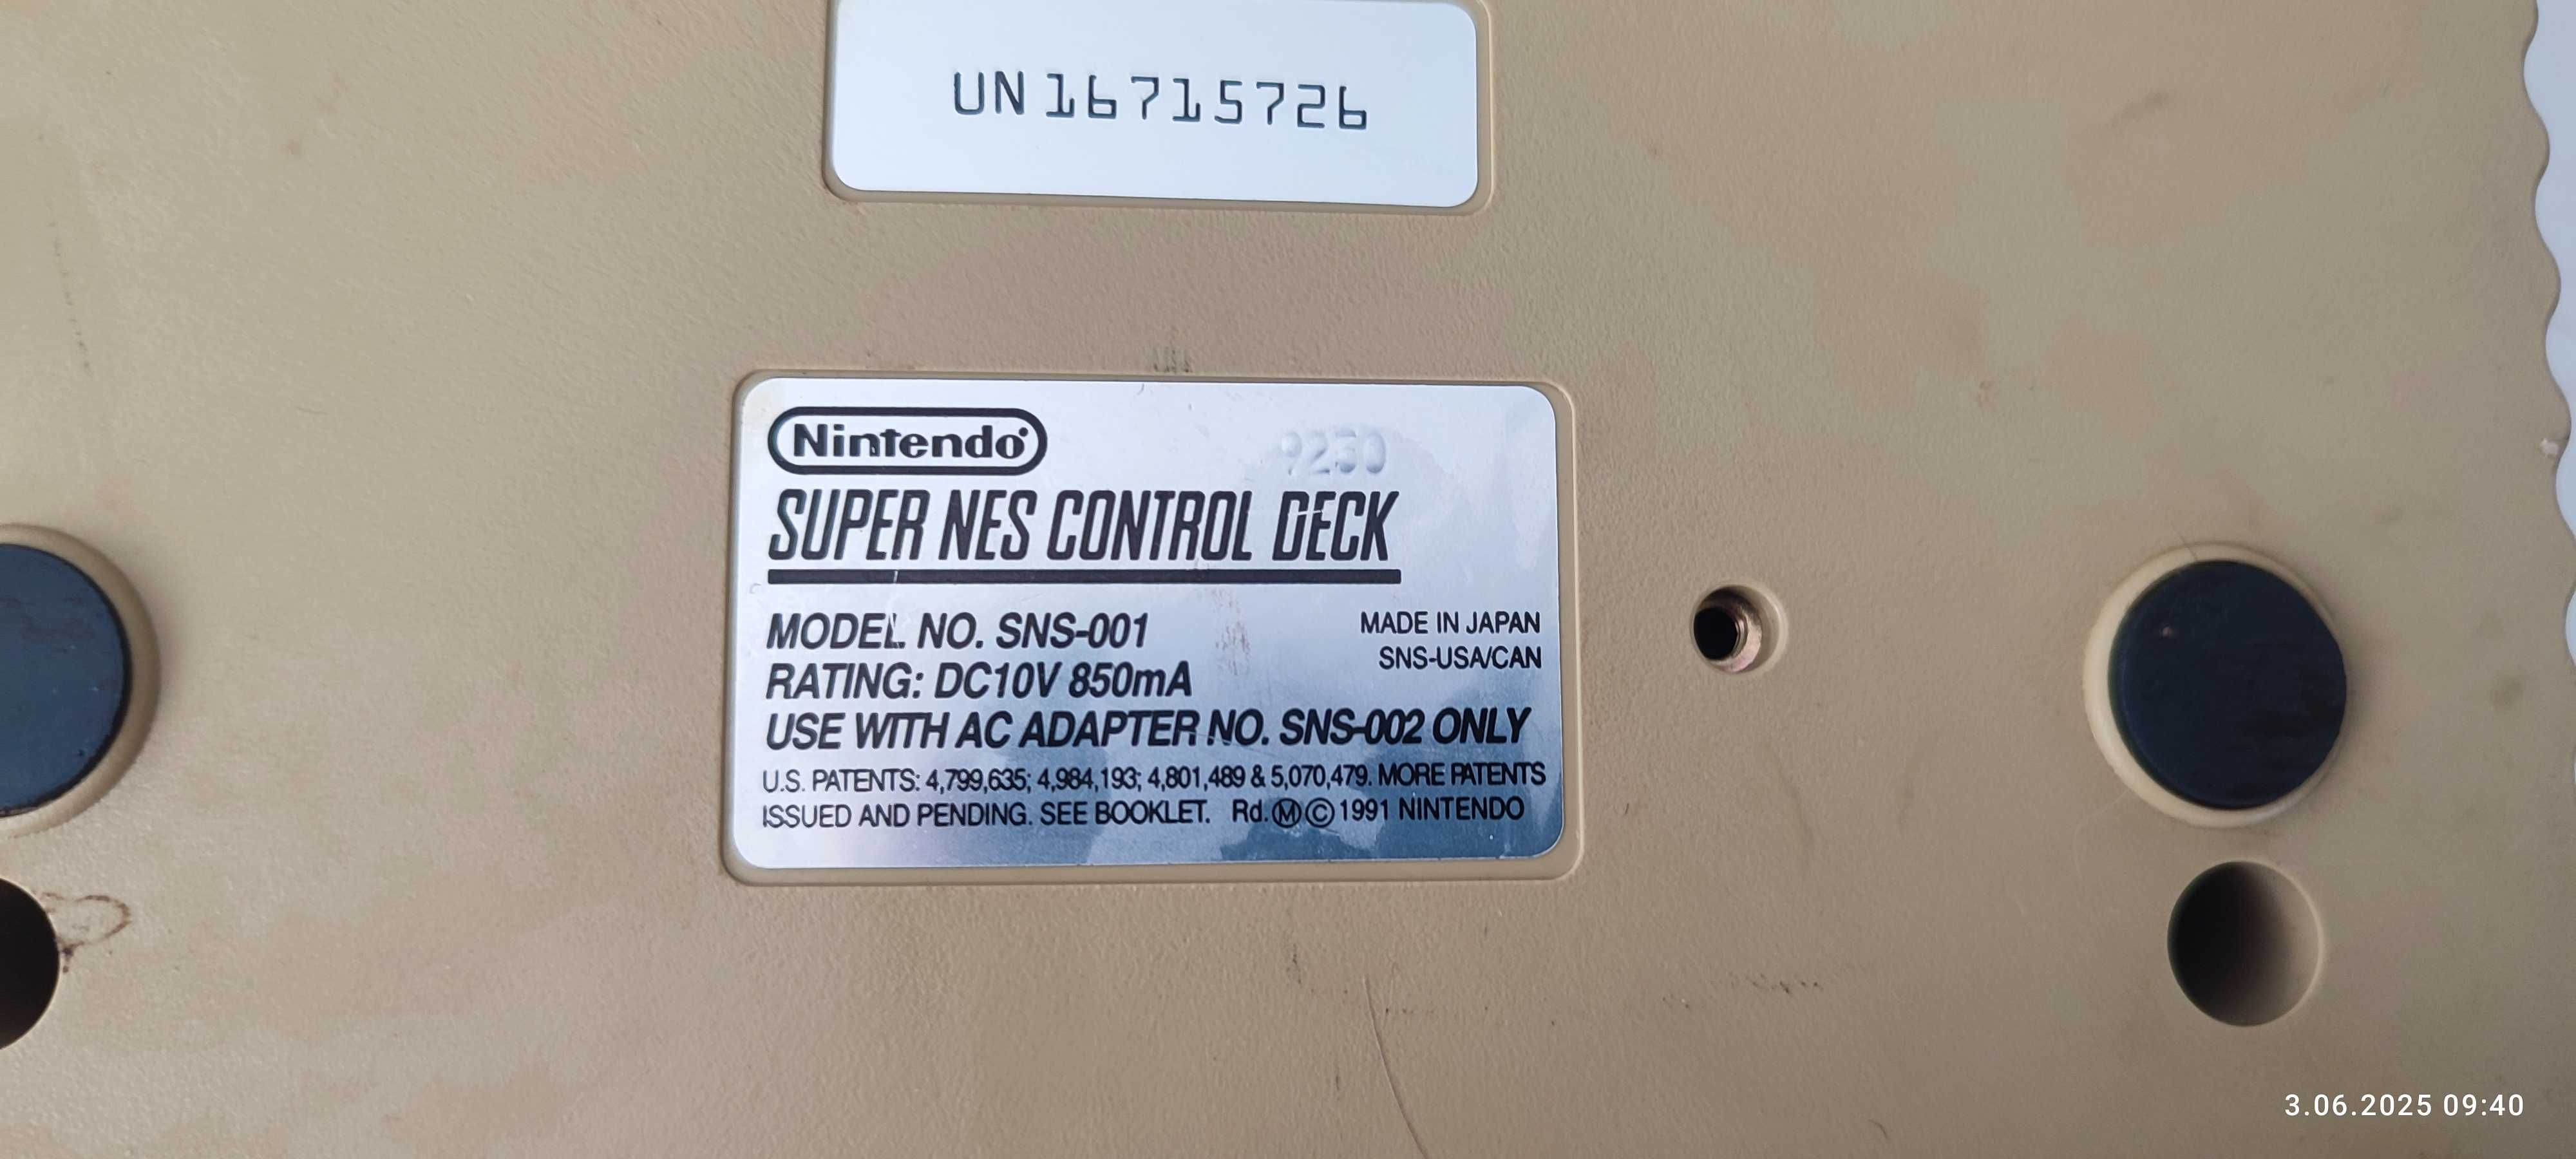 UN16715726
Nintendo®
9230
SUPER NES CONTROL DECK
MODEL NO. SNS-001
MADE IN JAPAN
RATING: DC10V 850mA
SNS-USA/CAN
USE WITH AC ADAPTER NO. SNS-002 ONLY
U.S. PATENTS: 4,799,635; 4,984,193; 4,801,489 & 5,070,479. MORE PATENTS
ISSUED AND PENDING. SEE BOOKLET. Rd.Ⓜ©1991 NINTENDO
3.06.2025 09:40